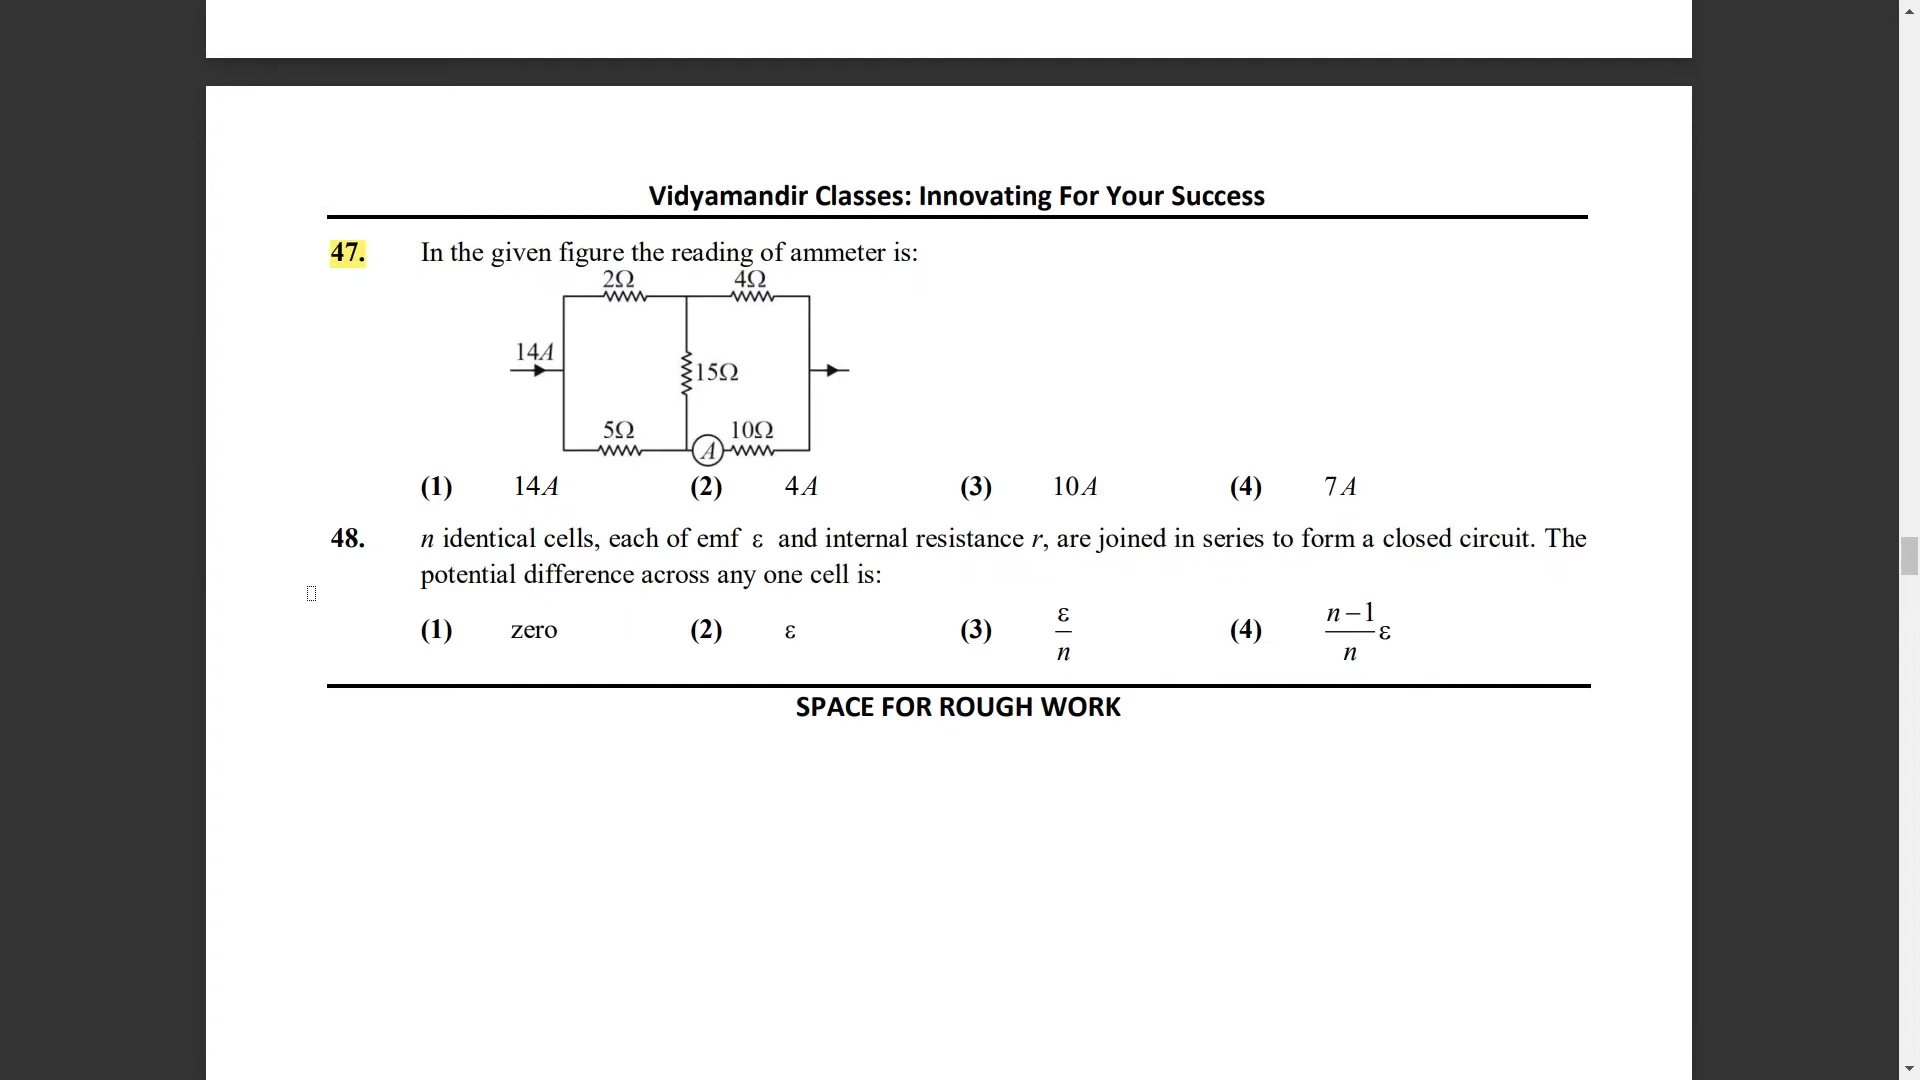 Vidyamandir Classes: Innovating For Your Success
47. In the given figure the reading of ammeter is:
2Ω 4Ω
14A
15Ω
5Ω 10Ω
A
(1) 14A (2) 4A (3) 10A (4) 7A
48. n identical cells, each of emf ε and internal resistance r, are joined in series to form a closed circuit. The
potential difference across any one cell is:
(1) zero (2) ε (3) ε/n (4) n−1/n ε
SPACE FOR ROUGH WORK